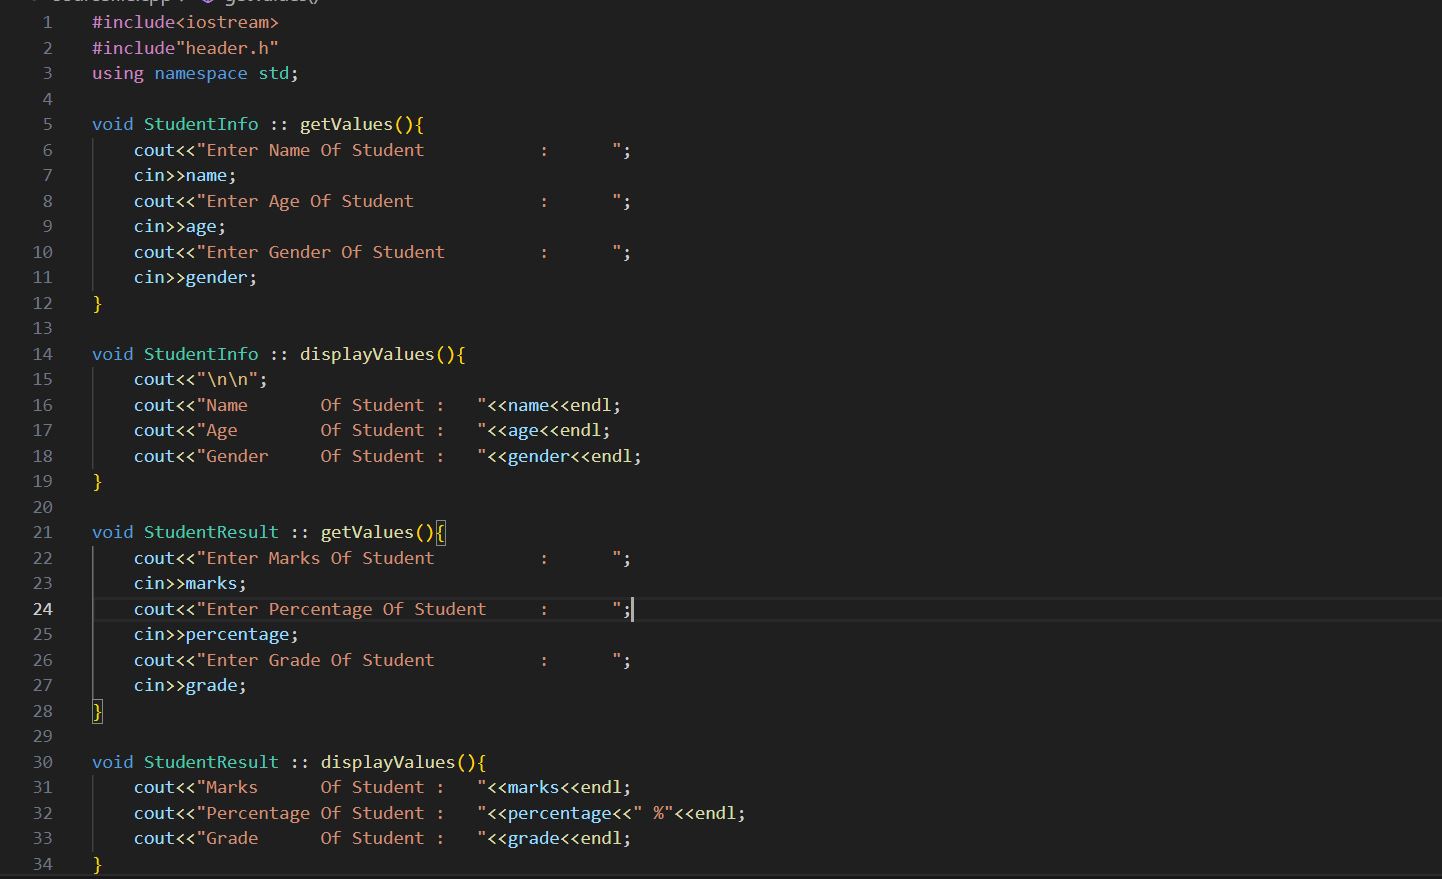 1 #include<iostream>
2 #include"header.h"
3 using namespace std;
4
5 void StudentInfo :: getValues(){
6     cout<<"Enter Name Of Student           :      ";
7     cin>>name;
8     cout<<"Enter Age Of Student            :      ";
9     cin>>age;
10     cout<<"Enter Gender Of Student         :      ";
11     cin>>gender;
12 }
13
14 void StudentInfo :: displayValues(){
15     cout<<"\n\n";
16     cout<<"Name       Of Student :   "<<name<<endl;
17     cout<<"Age        Of Student :   "<<age<<endl;
18     cout<<"Gender     Of Student :   "<<gender<<endl;
19 }
20
21 void StudentResult :: getValues(){
22     cout<<"Enter Marks Of Student          :      ";
23     cin>>marks;
24     cout<<"Enter Percentage Of Student     :      ";
25     cin>>percentage;
26     cout<<"Enter Grade Of Student          :      ";
27     cin>>grade;
28 }
29
30 void StudentResult :: displayValues(){
31     cout<<"Marks      Of Student :   "<<marks<<endl;
32     cout<<"Percentage Of Student :   "<<percentage<<" %"<<endl;
33     cout<<"Grade      Of Student :   "<<grade<<endl;
34 }